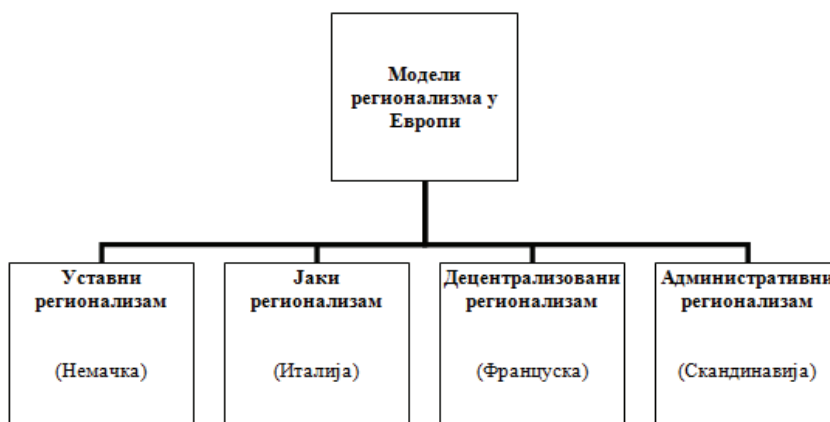 Модели
регионализма у
Европи
Уставни
регионализам
(Немачка)
Јаки
регионализам
(Италија)
Децентрализовани
регионализам
(Француска)
Административни
регионализам
(Скандинавија)